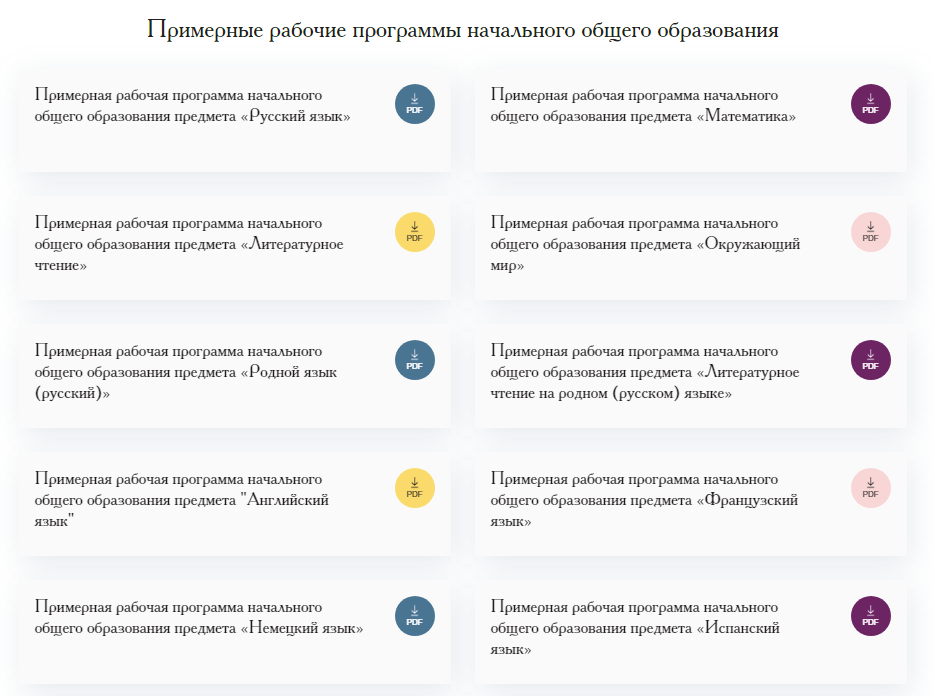 Примерные рабочие программы начального общего образования
Примерная рабочая программа начального
общего образования предмета «Русский язык»
PDF
Примерная рабочая программа начального
общего образования предмета «Математика»
PDF
Примерная рабочая программа начального
общего образования предмета «Литературное
чтение»
PDF
Примерная рабочая программа начального
общего образования предмета «Окружающий
мир»
PDF
Примерная рабочая программа начального
общего образования предмета «Родной язык
(русский)»
PDF
Примерная рабочая программа начального
общего образования предмета «Литературное
чтение на родном (русском) языке»
PDF
Примерная рабочая программа начального
общего образования предмета "Английский
язык"
PDF
Примерная рабочая программа начального
общего образования предмета «Французский
язык»
PDF
Примерная рабочая программа начального
общего образования предмета «Немецкий язык»
PDF
Примерная рабочая программа начального
общего образования предмета «Испанский
язык»
PDF